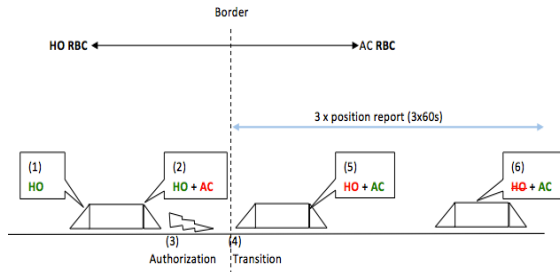 Border
HO RBC
AC RBC
3 x position report (3x60s)
(1)
HO
(2)
HO + AC
(5)
HO + AC
(6)
HO + AC
(3)
(4)
Authorization
Transition